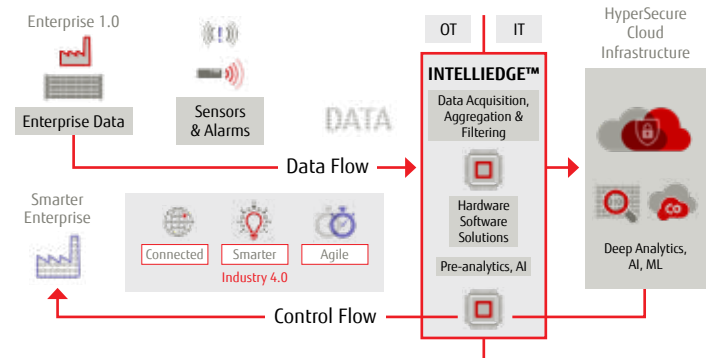 Enterprise 1.0
Enterprise Data
Sensors
& Alarms
DATA
Data Flow
OT
IT
INTELLIEDGE™
Data Acquisition,
Aggregation &
Filtering
Hardware
Software
Solutions
Pre-analytics, AI
HyperSecure
Cloud
Infrastructure
CO
Deep Analytics,
AI, ML
Smarter
Enterprise
Connected
Smarter
Agile
Industry 4.0
Control Flow